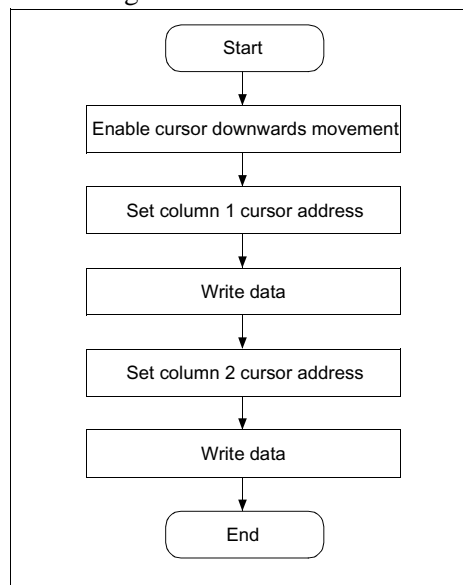 Start
Enable cursor downwards movement
Set column 1 cursor address
Write data
Set column 2 cursor address
Write data
End